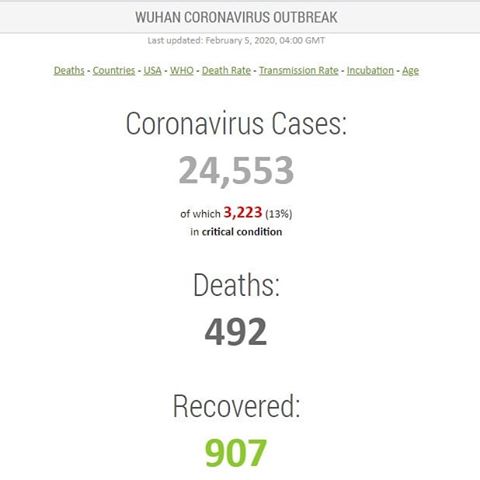 WUHAN CORONAVIRUS OUTBREAK
Last updated: February 5, 2020, 04:00 GMT
Deaths - Countries - USA - WHO - Death Rate - Transmission Rate - Incubation - Age
Coronavirus Cases:
24,553
of which 3,223 (13%)
in critical condition
Deaths:
492
Recovered:
907